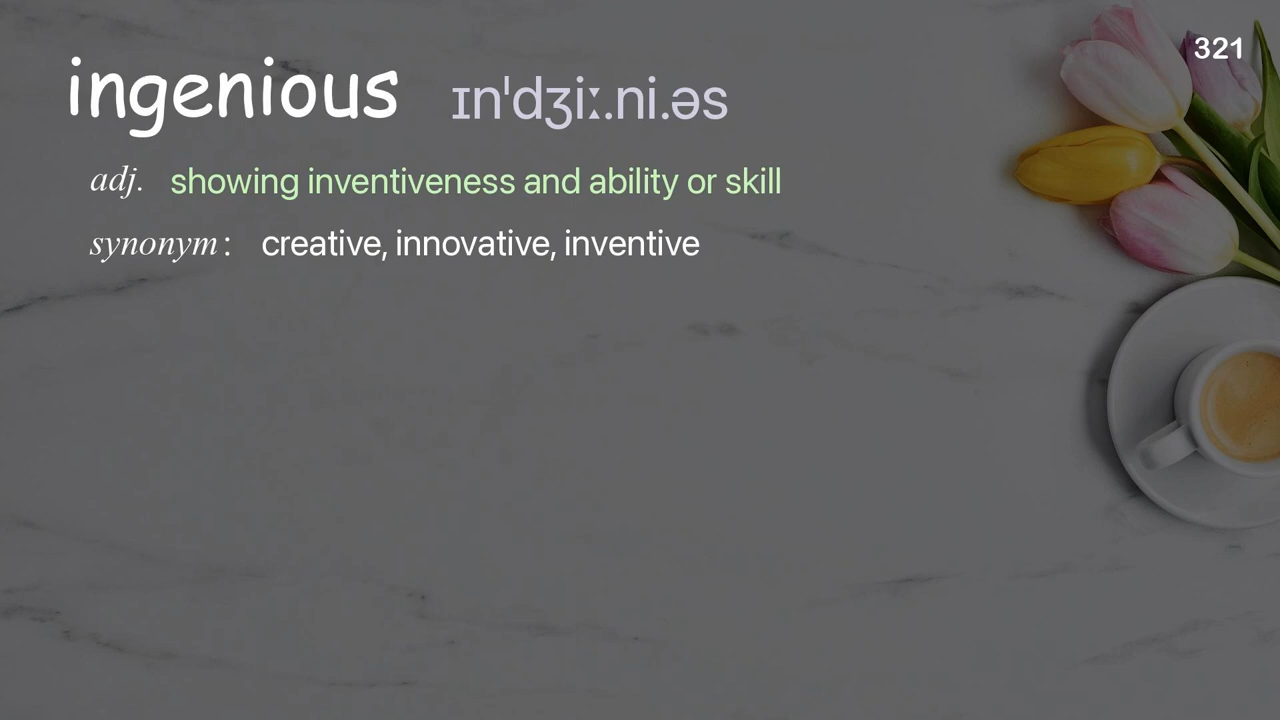 321
ingenious ɪnˈdʒiː.ni.əs
adj. showing inventiveness and ability or skill
synonym: creative, innovative, inventive